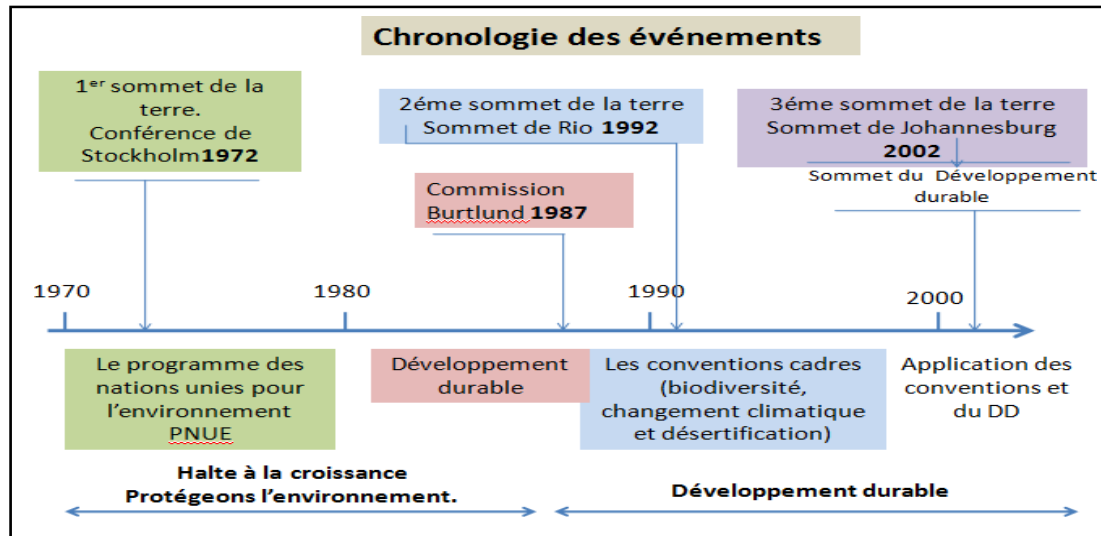 Chronologie des événements
1er sommet de la
terre.
Conférence de
Stockholm1972
2éme sommet de la terre
Sommet de Rio 1992
3éme sommet de la terre
Sommet de Johannesburg
2002
Sommet du Développement
durable
Commission
Burtlund 1987
1970
1980
1990
2000
Le programme des
nations unies pour
l’environnement
PNUE
Développement
durable
Les conventions cadres
(biodiversité,
changement climatique
et désertification)
Application des
conventions et
du DD
Halte à la croissance
Protégeons l’environnement.
Développement durable